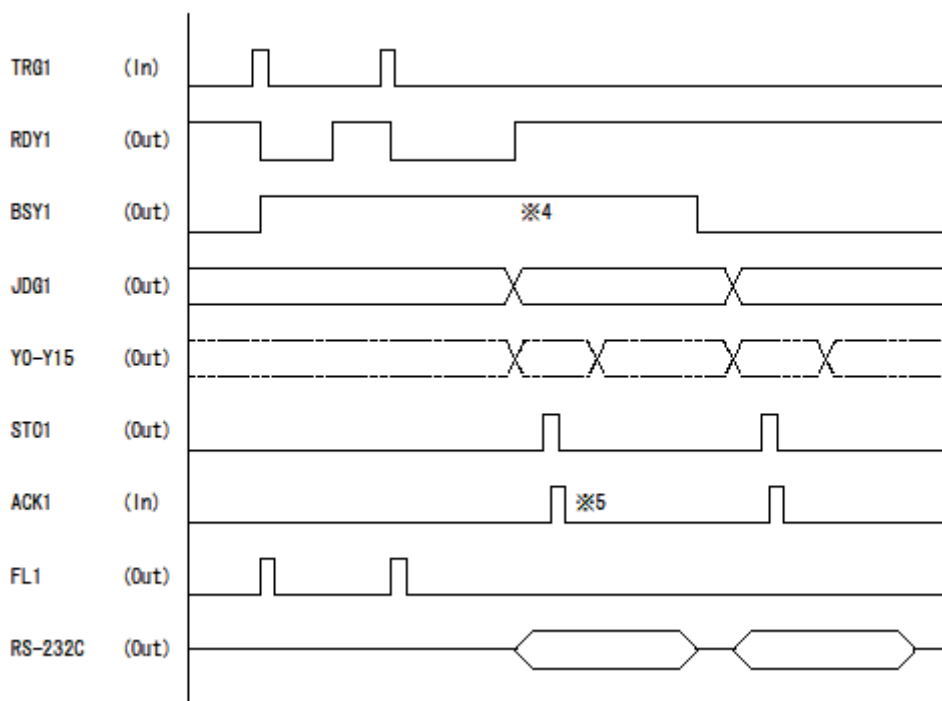 TRG1 (In)
RDY1 (Out)
BSY1 (Out) ※4
JDG1 (Out)
Y0-Y15 (Out)
STO1 (Out)
ACK1 (In) ※5
FL1 (Out)
RS-232C (Out)